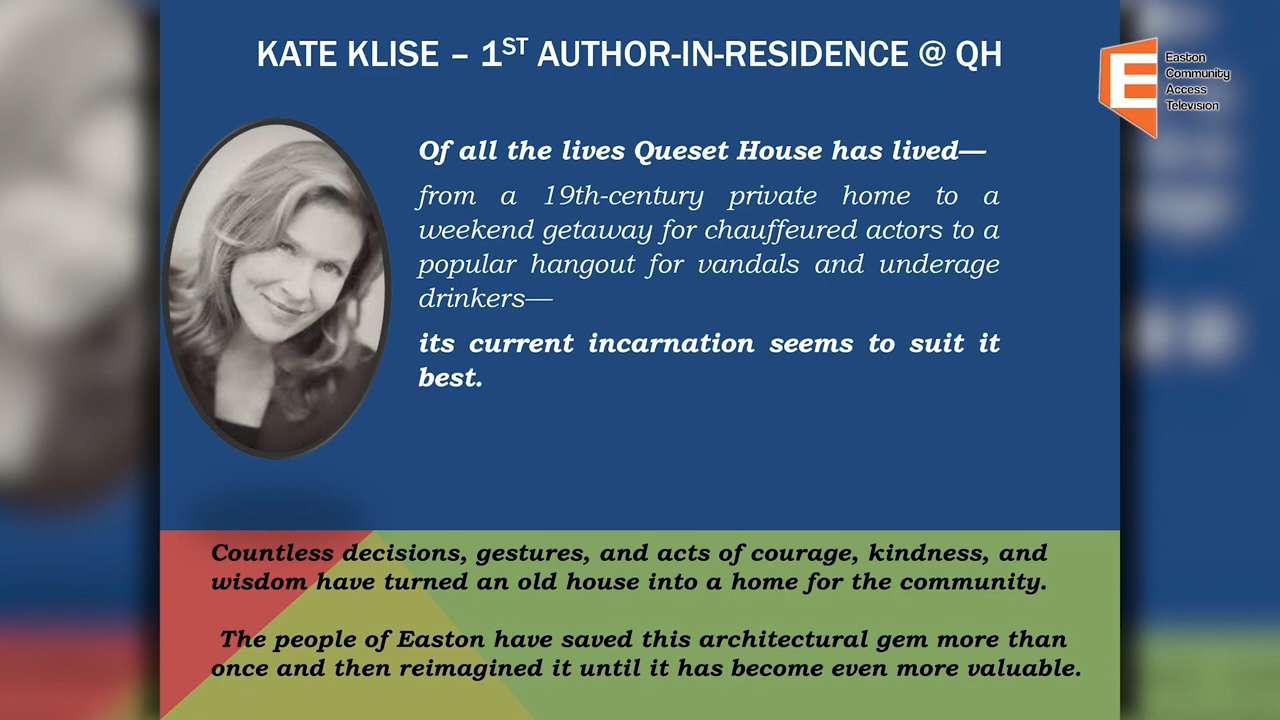 KATE KLISE – 1ST AUTHOR-IN-RESIDENCE @ QH
Easton
Community
Access
Television
E
Of all the lives Queset House has lived—
from a 19th-century private home to a
weekend getaway for chauffeured actors to a
popular hangout for vandals and underage
drinkers—
its current incarnation seems to suit it
best.
Countless decisions, gestures, and acts of courage, kindness, and
wisdom have turned an old house into a home for the community.
The people of Easton have saved this architectural gem more than
once and then reimagined it until it has become even more valuable.